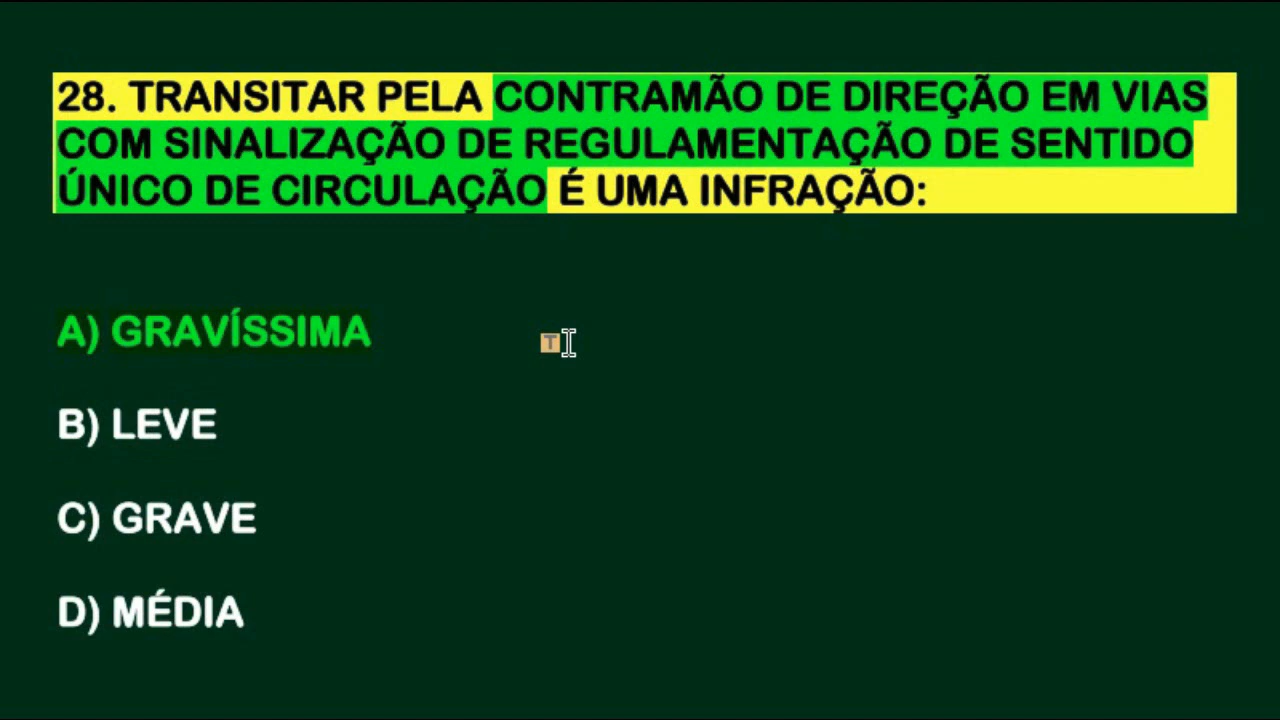 28. TRANSITAR PELA CONTRAMÃO DE DIREÇÃO EM VIAS
COM SINALIZAÇÃO DE REGULAMENTAÇÃO DE SENTIDO
ÚNICO DE CIRCULAÇÃO É UMA INFRAÇÃO:
A) GRAVÍSSIMA
T
B) LEVE
C) GRAVE
D) MÉDIA